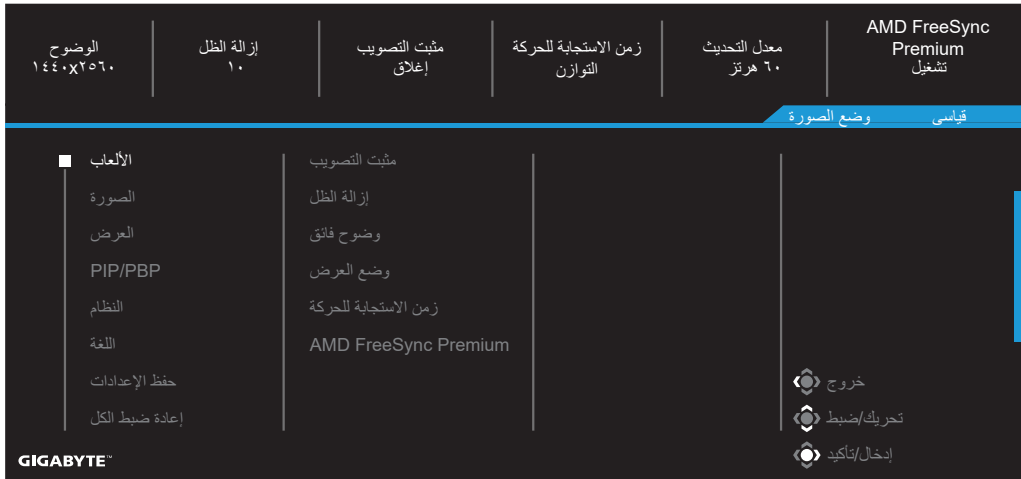 AMD FreeSync
Premium
تشغيل
معدل التحديث
٦٠ هرتز
زمن الاستجابة للحركة
التوازن
مثبت التصويب
إغلاق
إزالة الظل
١٠
الوضوح
١٤٤٠x٢٥٦٠
قياسى
وضع الصورة
الألعاب
الصورة
العرض
PIP/PBP
النظام
اللغة
حفظ الإعدادات
إعادة ضبط الكل
مثبت التصويب
إزالة الظل
وضوح فائق
وضع العرض
زمن الاستجابة للحركة
AMD FreeSync Premium
خروج
تحريك/ضبط
إدخال/تأكيد
GIGABYTE™